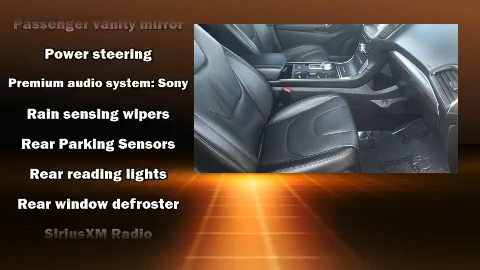 Passenger vanity mirror
Power steering
Premium audio system: Sony
Rain sensing wipers
Rear Parking Sensors
Rear reading lights
Rear window defroster
SiriusXM Radio